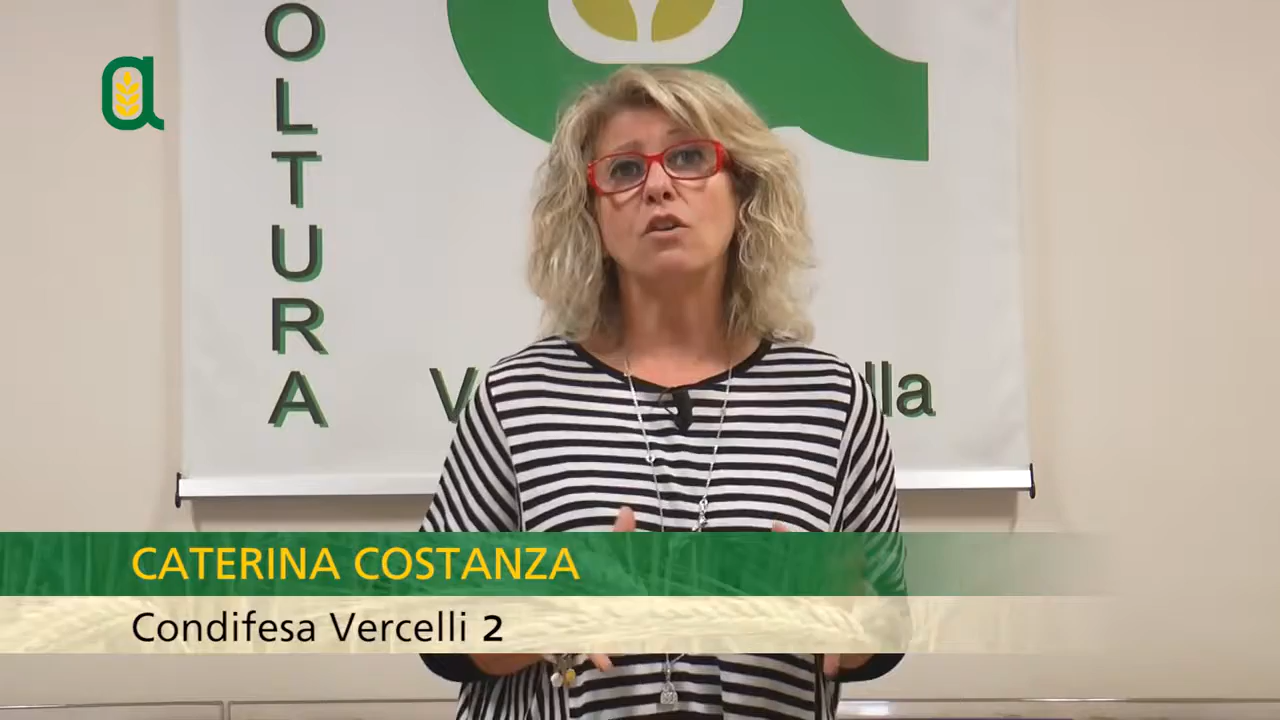 OLTURA
V
lla
CATERINA COSTANZA
Condifesa Vercelli 2